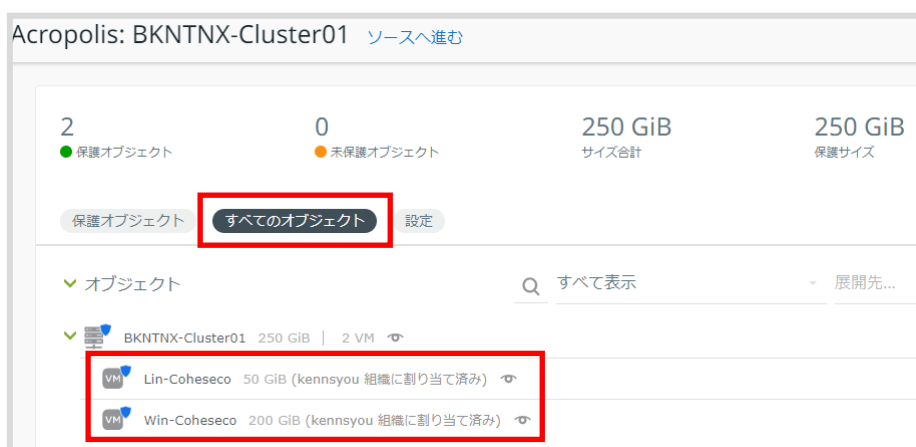 Acropolis: BKNTNX-Cluster01 ソースへ進む
2 0 250 GiB 250 GiB
保護オブジェクト 未保護オブジェクト サイズ合計 保護サイズ
保護オブジェクト すべてのオブジェクト 設定
オブジェクト すべて表示 展開先...
BKNTNX-Cluster01 250 GiB | 2 VM
VM Lin-Coheseco 50 GiB (kennsyou 組織に割り当て済み)
VM Win-Coheseco 200 GiB (kennsyou 組織に割り当て済み)